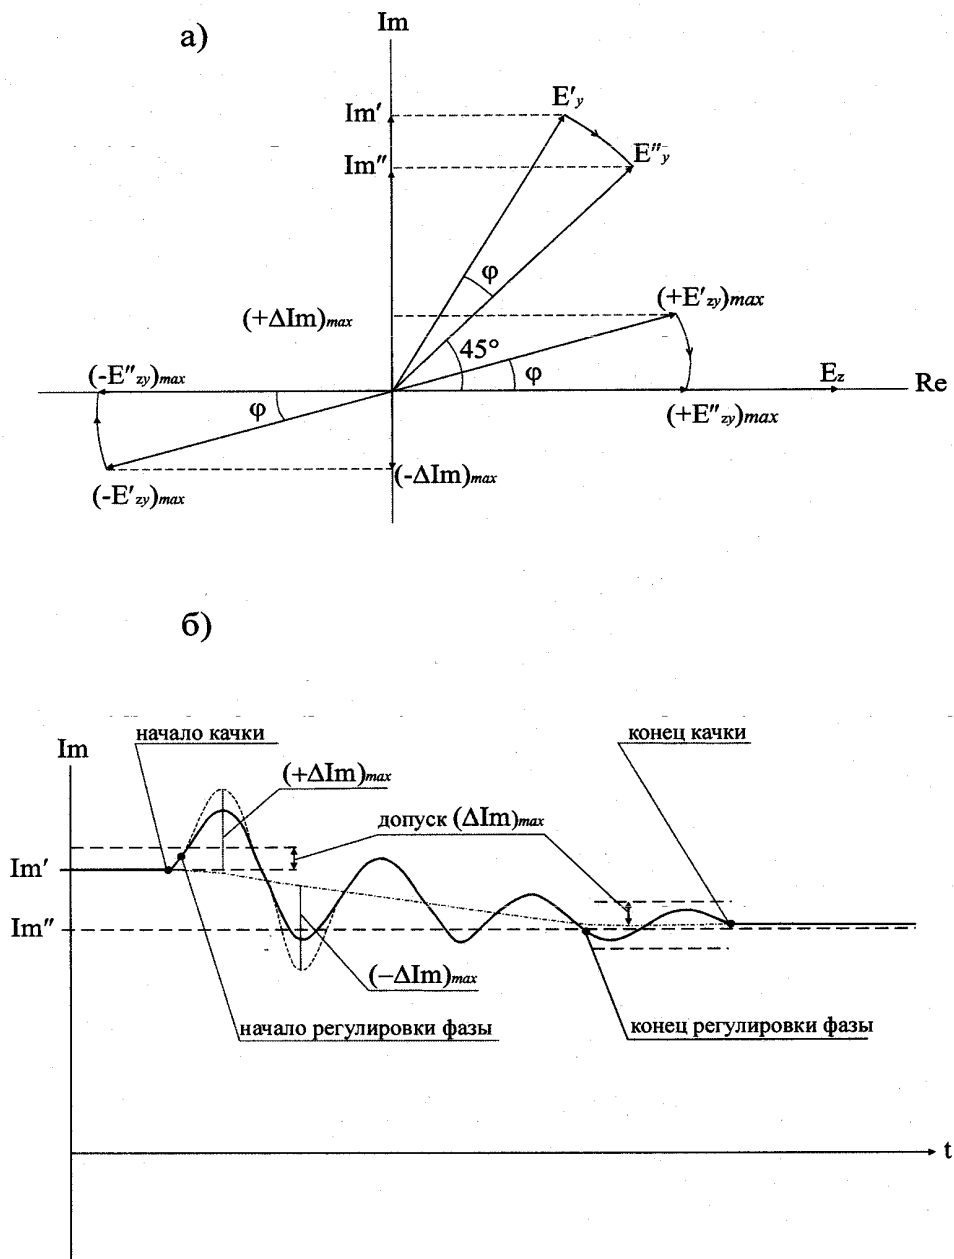 а)
Im
E'y
Im'
E"y
Im"
φ
(+E'zy)max
(+ΔIm)max
45°
(-E"zy)max
φ
Ez
Re
φ
(+E"zy)max
(-ΔIm)max
(-E'zy)max
б)
начало качки
конец качки
Im
(+ΔIm)max
допуск (ΔIm)max
Im'
Im"
(–ΔIm)max
начало регулировки фазы
конец регулировки фазы
t